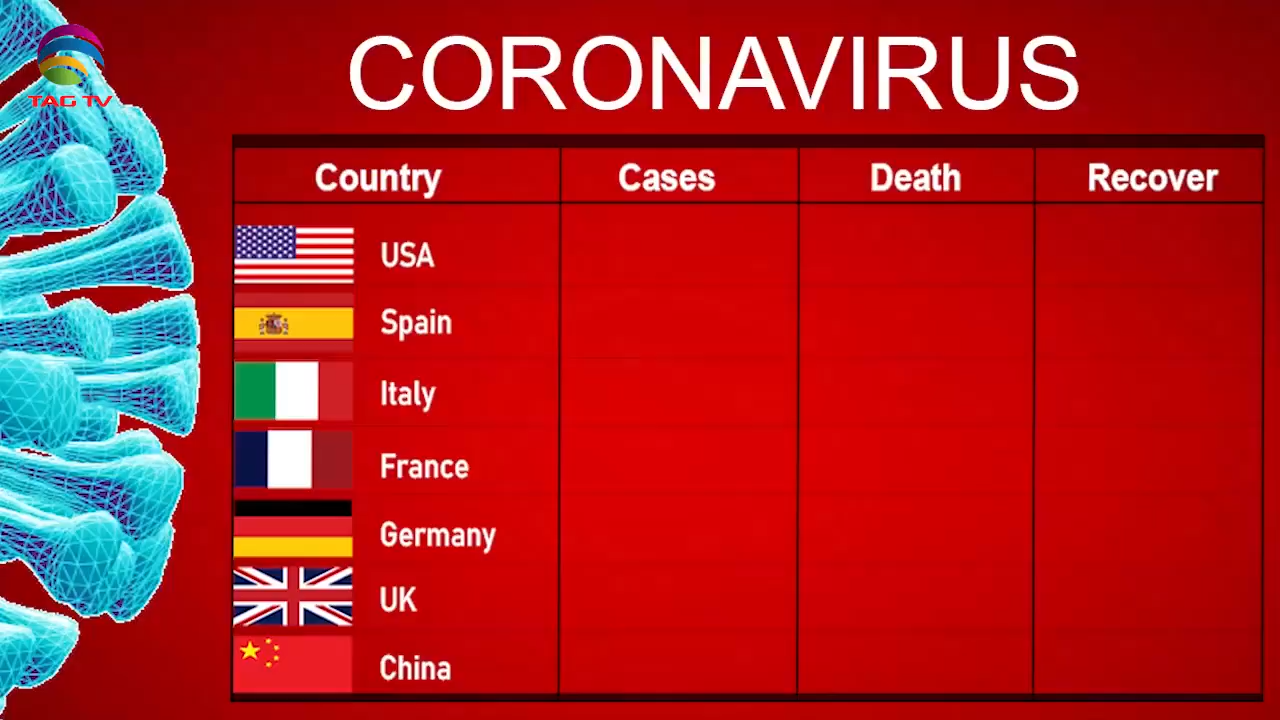 TAG TV
CORONAVIRUS
Country Cases Death Recover
USA
Spain
Italy
France
Germany
UK
China